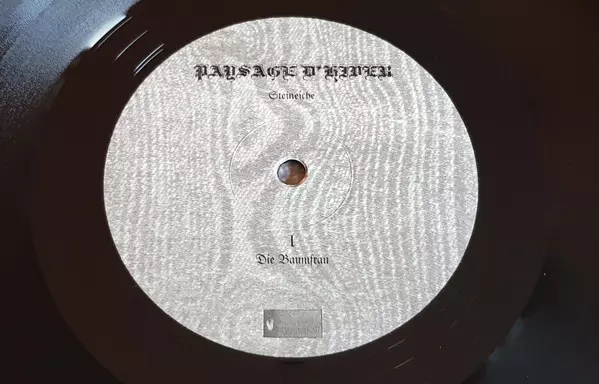 PAYSAGE D'HIVER
Steineiche
I
Die Baumfrau